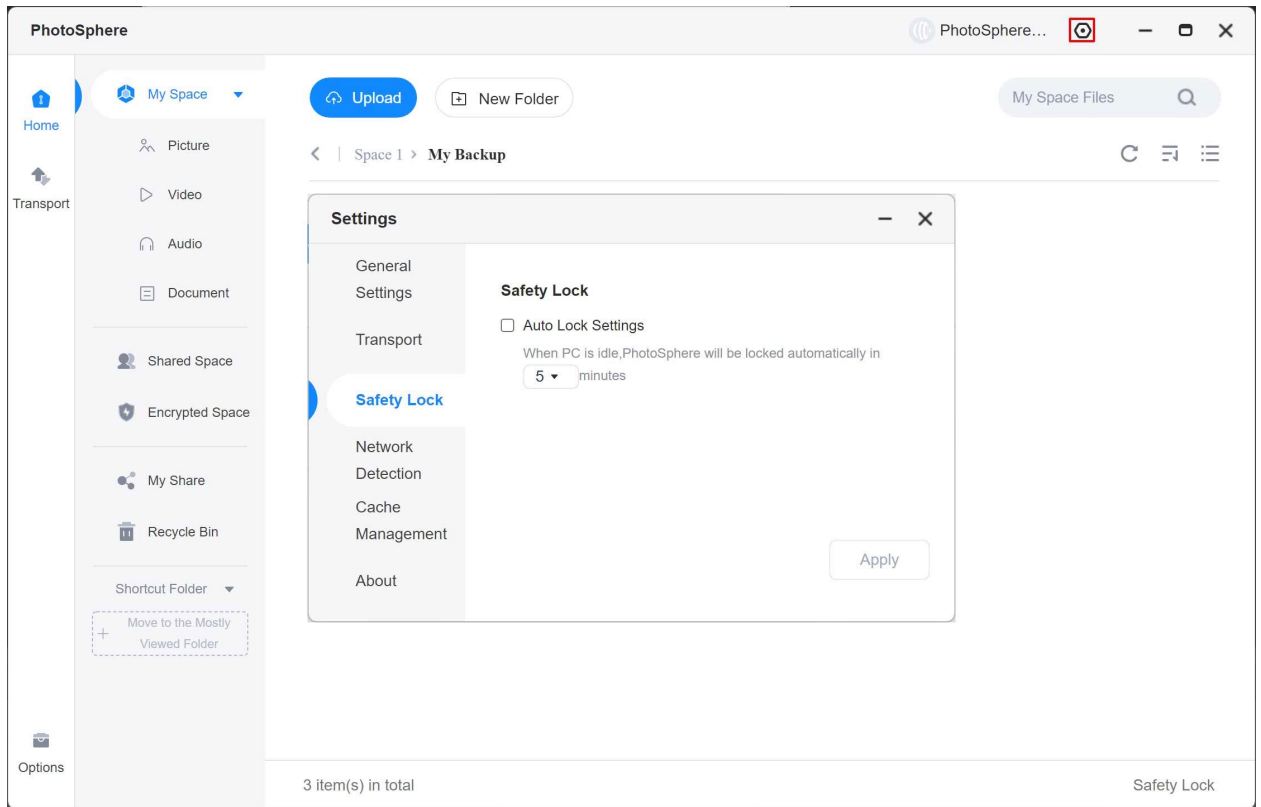 PhotoSphere
PhotoSphere...
Home
Transport
Options
My Space
Picture
Video
Audio
Document
Shared Space
Encrypted Space
My Share
Recycle Bin
Shortcut Folder
+ Move to the Mostly
Viewed Folder
Upload
New Folder
My Space Files
Space 1 > My Backup
Settings
General
Settings
Transport
Safety Lock
Network
Detection
Cache
Management
About
Safety Lock
Auto Lock Settings
When PC is idle,PhotoSphere will be locked automatically in
5 minutes
Apply
3 item(s) in total
Safety Lock